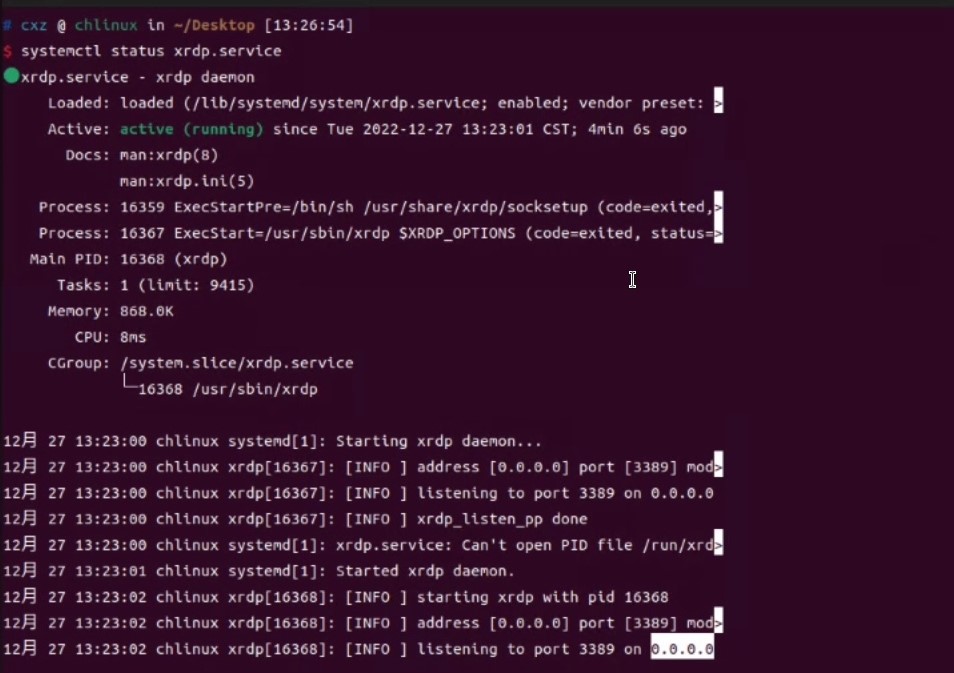 # cxz @ chlinux in ~/Desktop [13:26:54]
$ systemctl status xrdp.service
●xrdp.service - xrdp daemon
     Loaded: loaded (/lib/systemd/system/xrdp.service; enabled; vendor preset: >
     Active: active (running) since Tue 2022-12-27 13:23:01 CST; 4min 6s ago
       Docs: man:xrdp(8)
             man:xrdp.ini(5)
    Process: 16359 ExecStartPre=/bin/sh /usr/share/xrdp/socksetup (code=exited,>
    Process: 16367 ExecStart=/usr/sbin/xrdp $XRDP_OPTIONS (code=exited, status=>
   Main PID: 16368 (xrdp)
      Tasks: 1 (limit: 9415)
     Memory: 868.0K
        CPU: 8ms
     CGroup: /system.slice/xrdp.service
             └─16368 /usr/sbin/xrdp
12月 27 13:23:00 chlinux systemd[1]: Starting xrdp daemon...
12月 27 13:23:00 chlinux xrdp[16367]: [INFO ] address [0.0.0.0] port [3389] mod>
12月 27 13:23:00 chlinux xrdp[16367]: [INFO ] listening to port 3389 on 0.0.0.0
12月 27 13:23:00 chlinux xrdp[16367]: [INFO ] xrdp_listen_pp done
12月 27 13:23:00 chlinux systemd[1]: xrdp.service: Can't open PID file /run/xrd>
12月 27 13:23:01 chlinux systemd[1]: Started xrdp daemon.
12月 27 13:23:02 chlinux xrdp[16368]: [INFO ] starting xrdp with pid 16368
12月 27 13:23:02 chlinux xrdp[16368]: [INFO ] address [0.0.0.0] port [3389] mod>
12月 27 13:23:02 chlinux xrdp[16368]: [INFO ] listening to port 3389 on 0.0.0.0